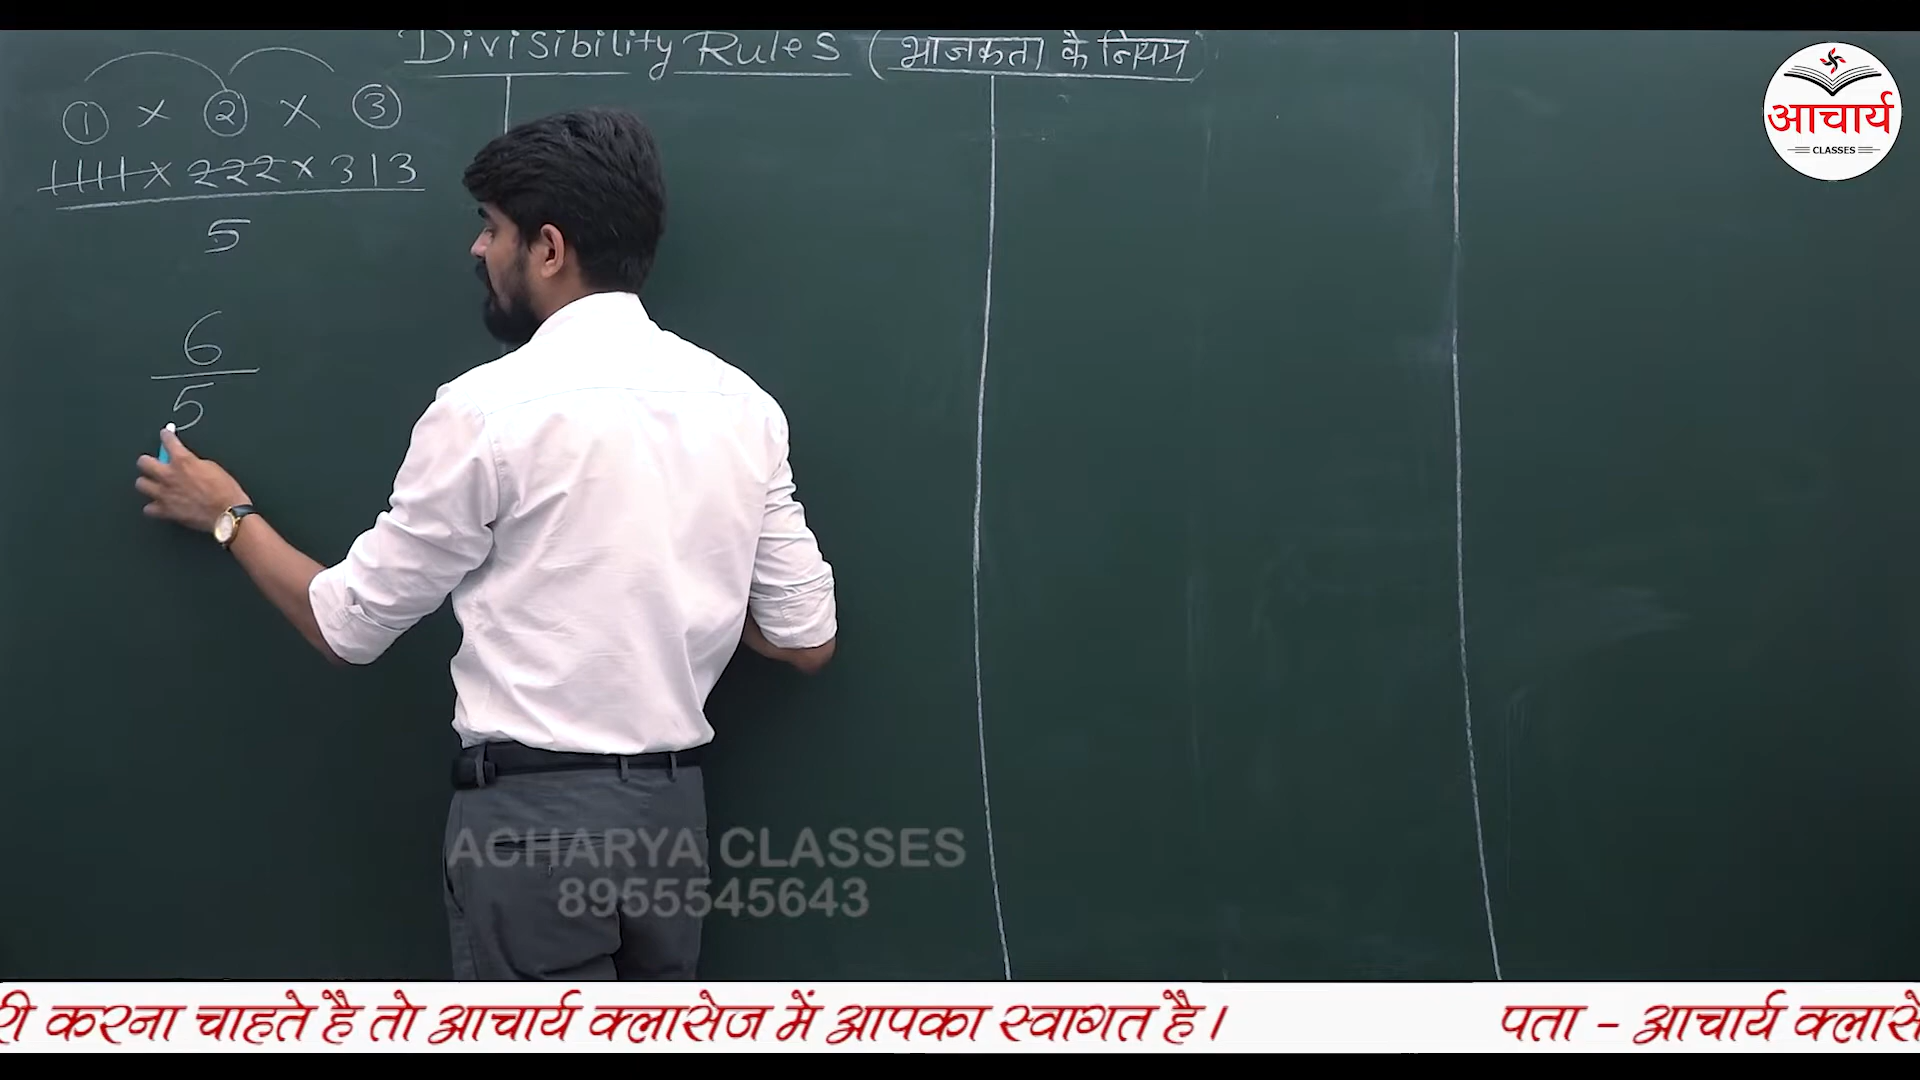 Divisibility Rules (भाजकता के नियम)
1 × 2 × 3
1111 × 222 × 313
5
6
5
आचार्य
CLASSES
ACHARYA CLASSES
8955545643
री करना चाहते है तो आचार्य क्लासेज में आपका स्वागत है। पता - आचार्य क्लासे